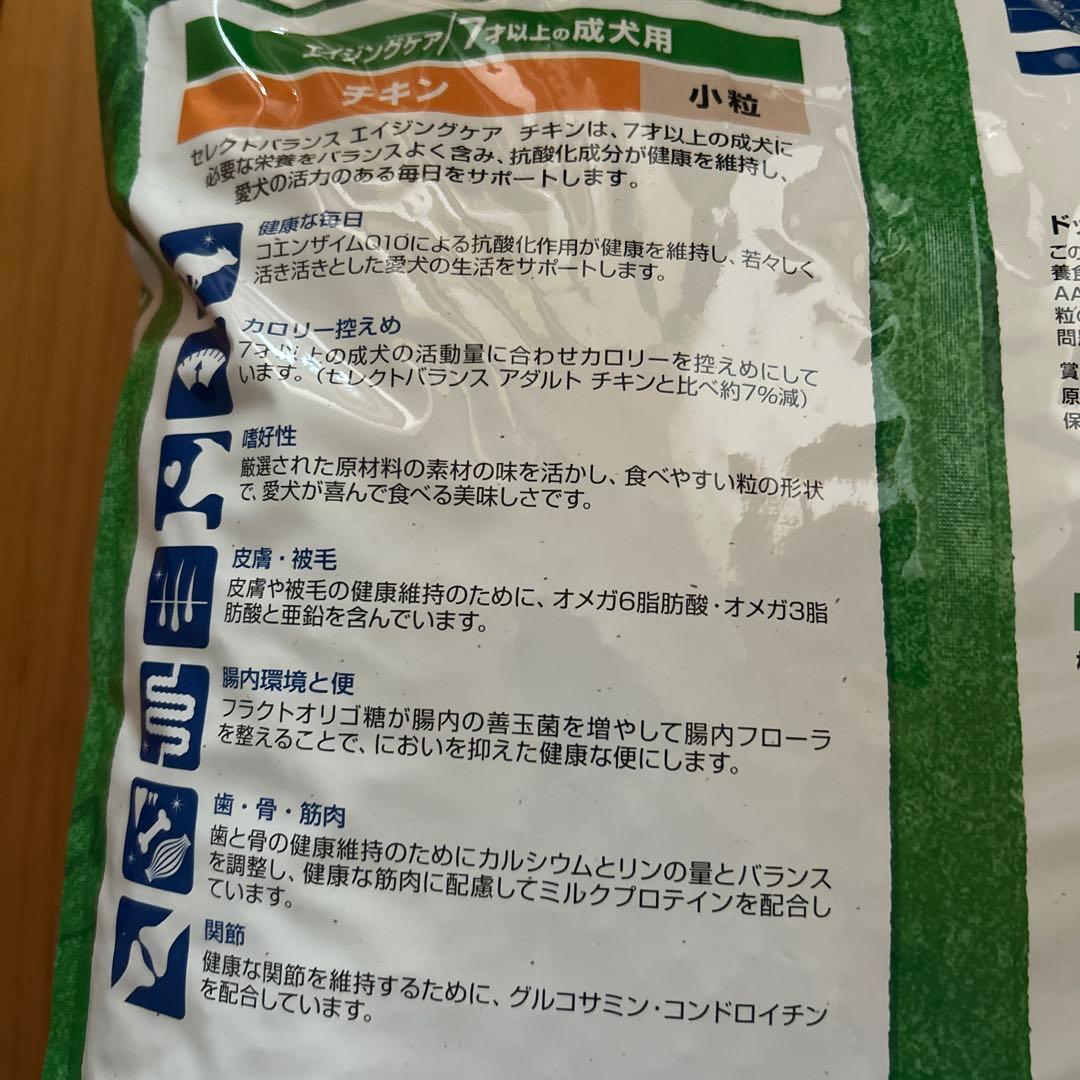 エイジングケア/7才以上の成犬用
チキン 小粒
セレクトバランス エイジングケア チキンは、7才以上の成犬に
必要な栄養をバランスよく含み、抗酸化成分が健康を維持し、
愛犬の活力のある毎日をサポートします。
健康な毎日
コエンザイムQ10による抗酸化作用が健康を維持し、若々しく
活き活きとした愛犬の生活をサポートします。
カロリー控えめ
7才以上の成犬の活動量に合わせカロリーを控えめにして
います。(セレクトバランス アダルト チキンと比べ約7%減)
嗜好性
厳選された原材料の素材の味を活かし、食べやすい粒の形状
で、愛犬が喜んで食べる美味しさです。
皮膚・被毛
皮膚や被毛の健康維持のために、オメガ6脂肪酸・オメガ3脂
肪酸と亜鉛を含んでいます。
腸内環境と便
フラクトオリゴ糖が腸内の善玉菌を増やして腸内フローラ
を整えることで、においを抑えた健康な便にします。
歯・骨・筋肉
歯と骨の健康維持のためにカルシウムとリンの量とバランス
を調整し、健康な筋肉に配慮してミルクプロテインを配合し
ています。
関節
健康な関節を維持するために、グルコサミン・コンドロイチン
を配合しています。
ドッ
この
養食
AA
粒の
問
賞
原
保